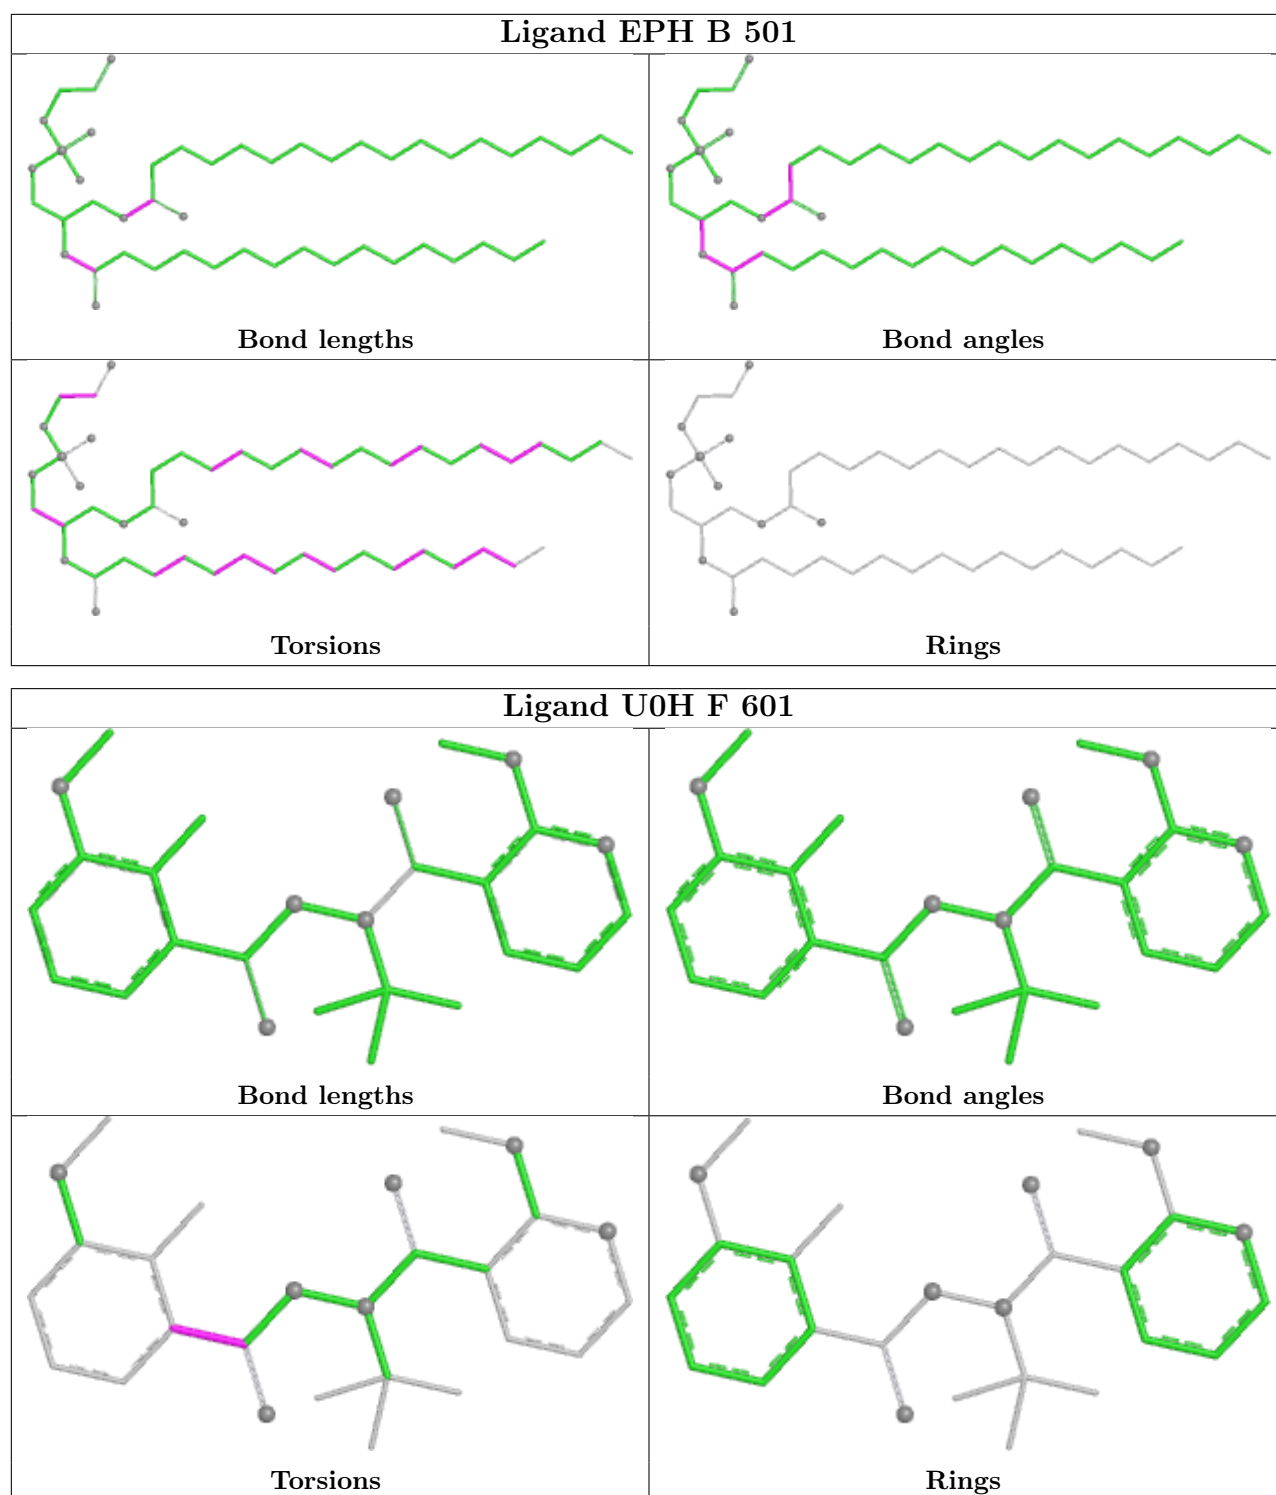 Ligand EPH B 501
Bond lengths
Bond angles
Torsions
Rings
Ligand U0H F 601
Bond lengths
Bond angles
Torsions
Rings